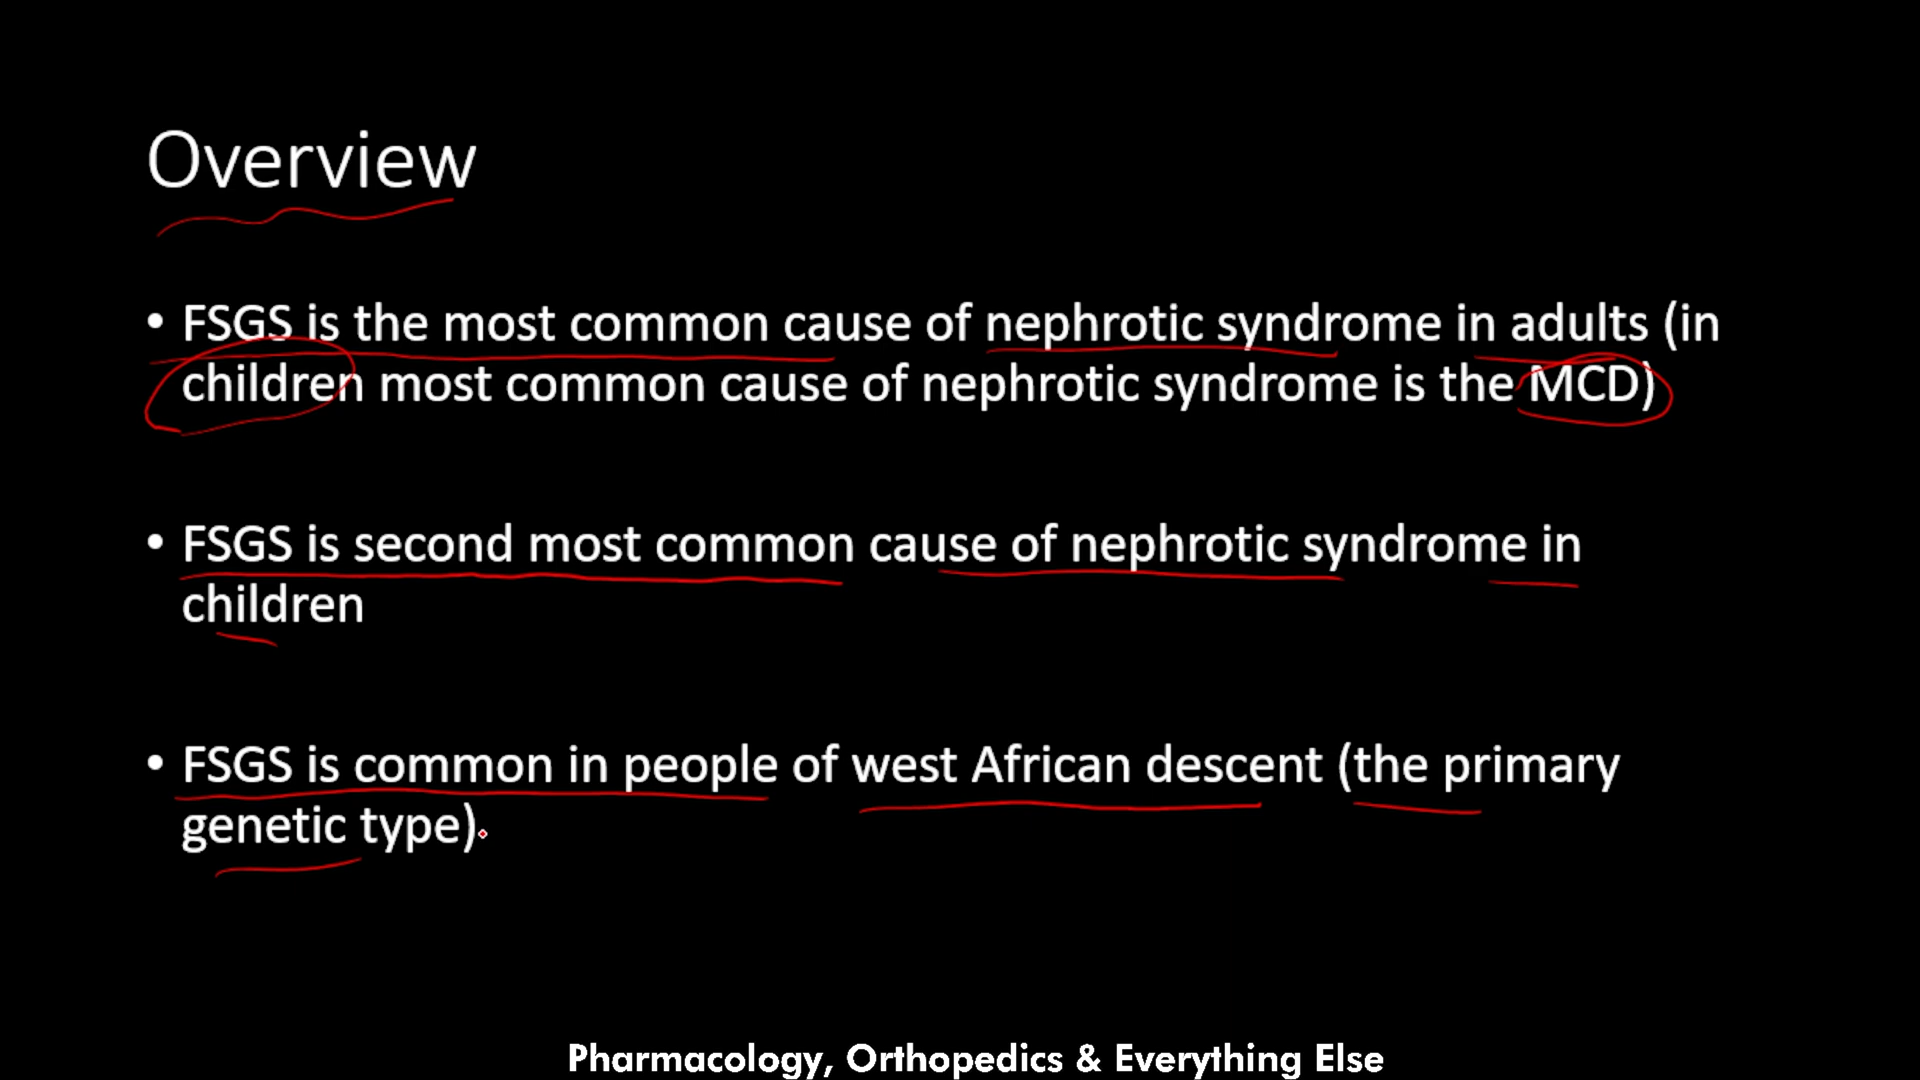 Overview
• FSGS is the most common cause of nephrotic syndrome in adults (in
children most common cause of nephrotic syndrome is the MCD)
• FSGS is second most common cause of nephrotic syndrome in
children
• FSGS is common in people of west African descent (the primary
genetic type).
Pharmacology, Orthopedics & Everything Else